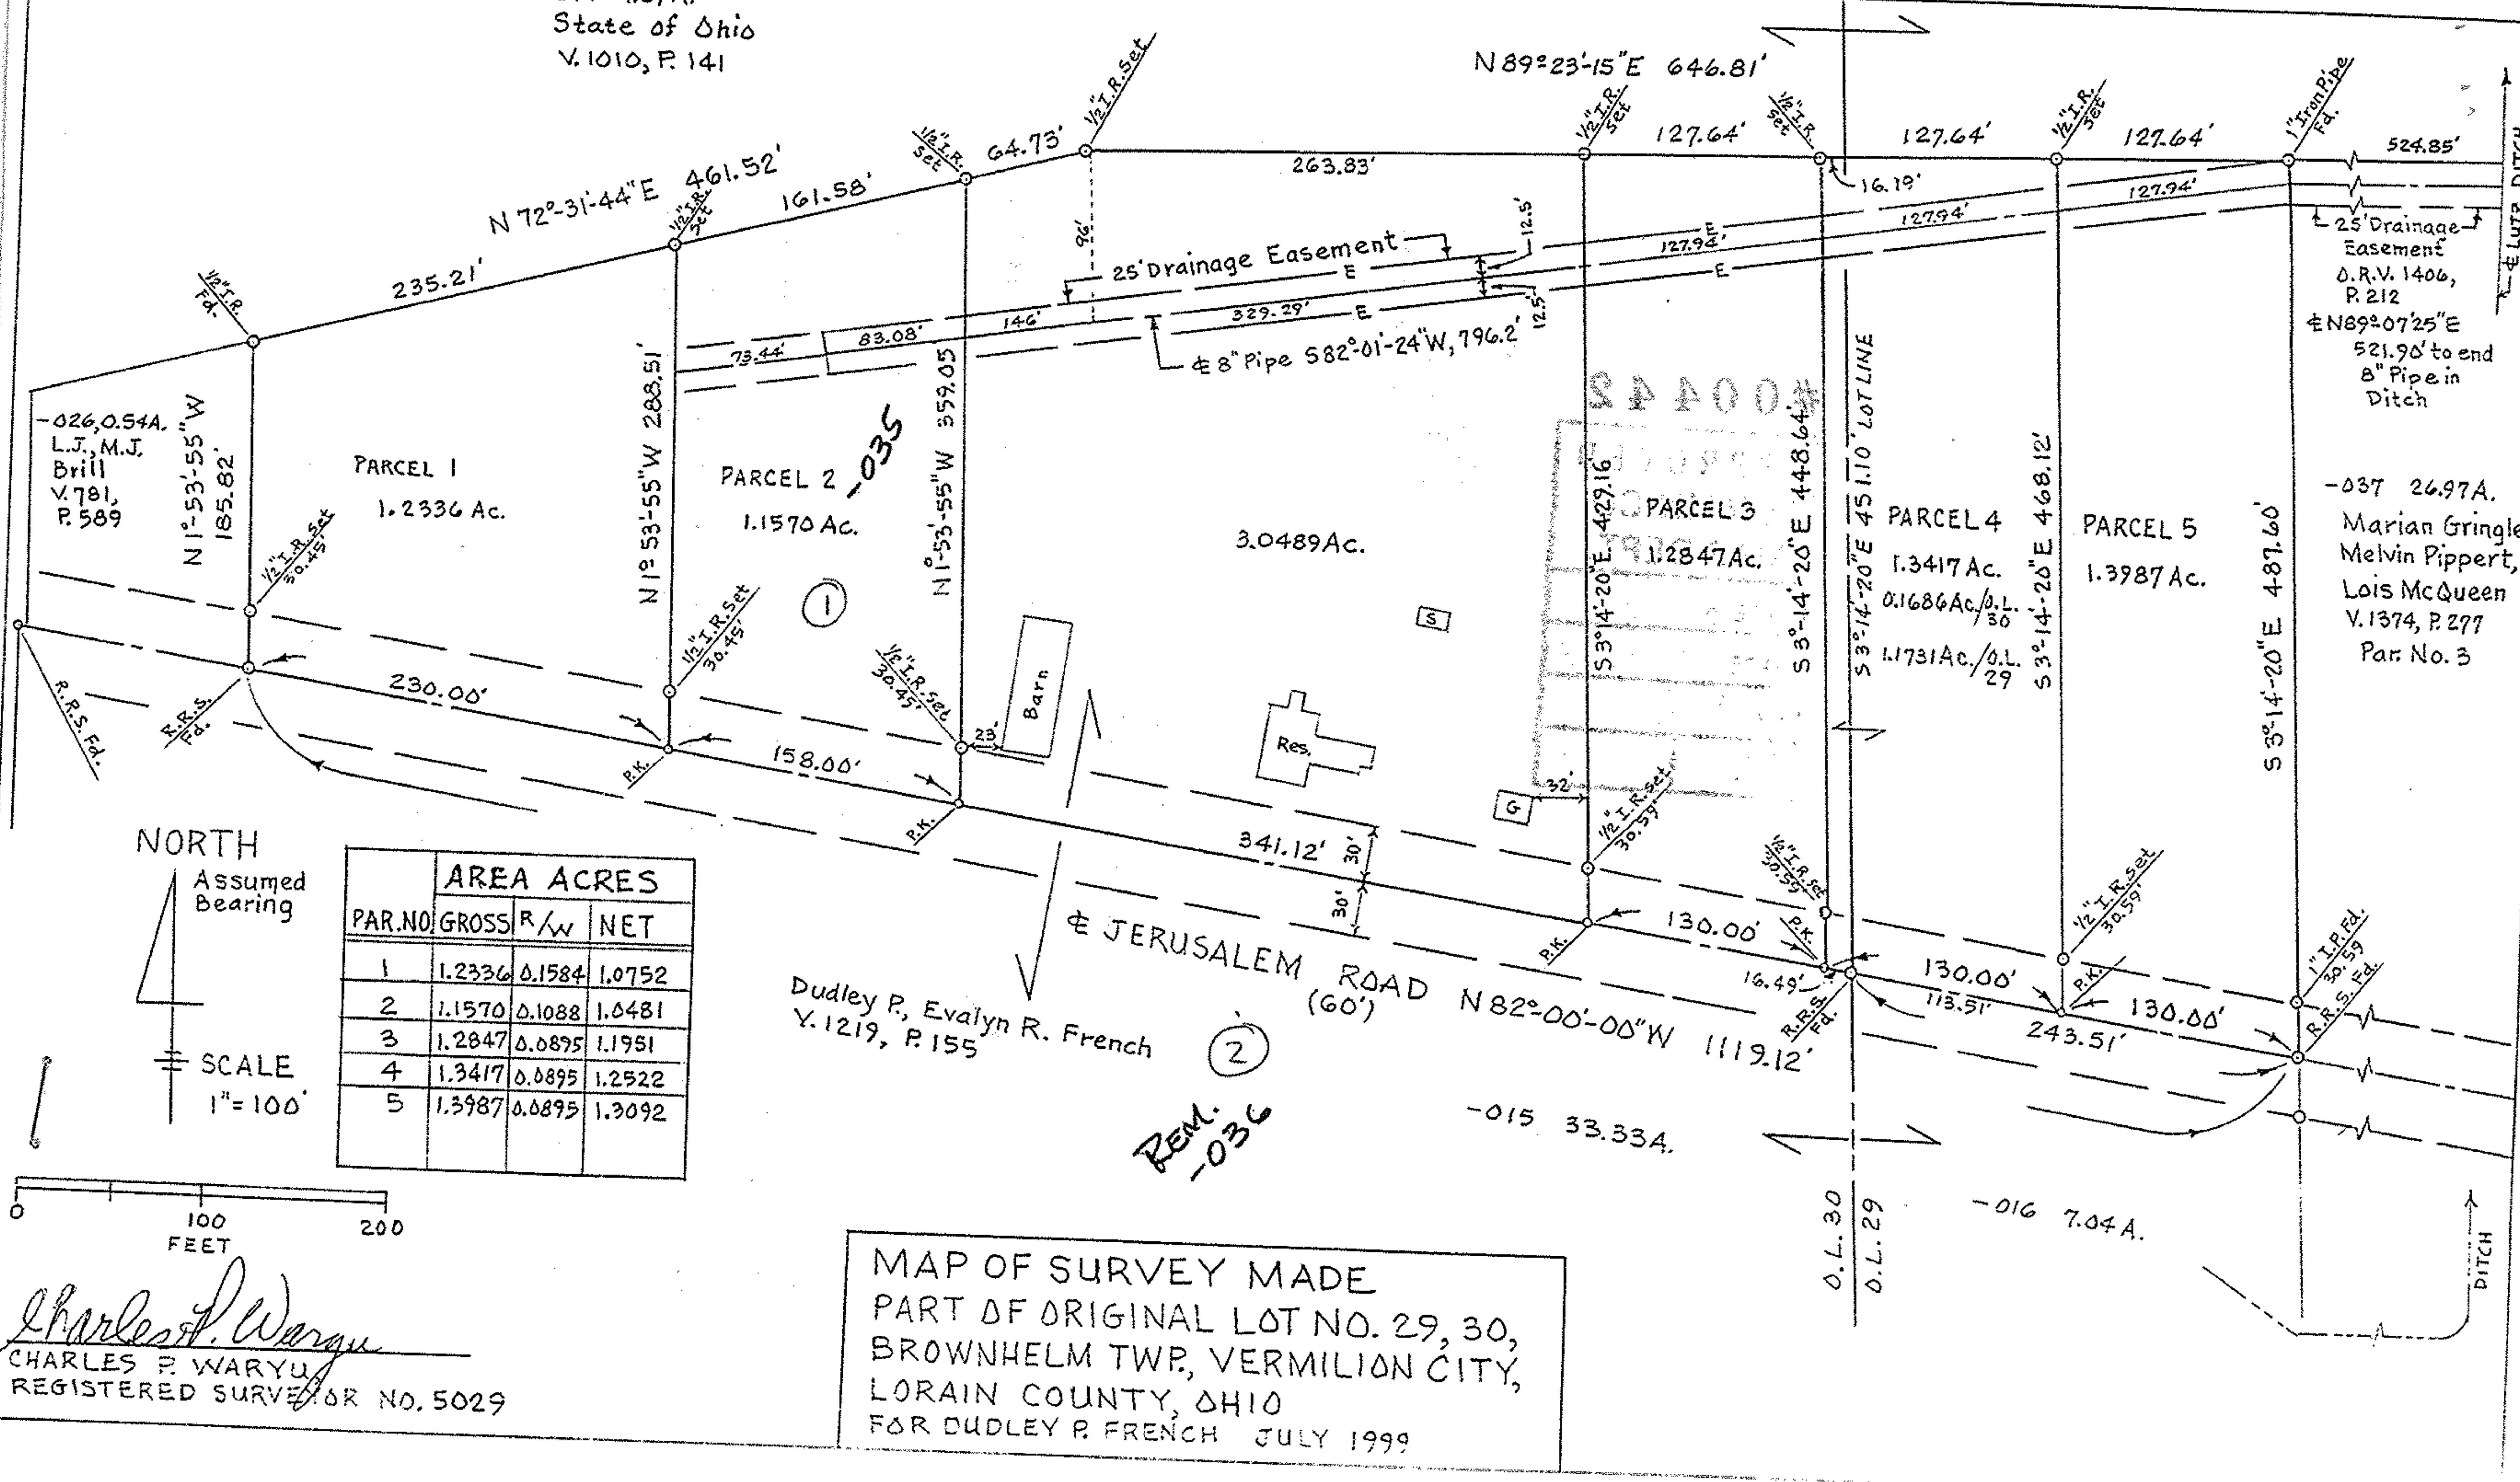 State of Ohio
V. 1010, P. 141
N 89°-23'-15"E 646.81'
1/2" I.R. Set
1/2" I.R. Set
1/2" I.R. Set
1/2" I.R. Set
1/2" I.R. Set
1" Iron Pipe Fd.
64.73'
263.83'
127.64'
127.64'
127.64'
524.85'
N 72°-31'-44"E 461.52'
161.58'
235.21'
1/2" I.R. Set
1/2" I.R. Fd.
96'
16.19'
127.94'
127.94'
127.94'
12.5'
12.5'
25' Drainage Easement
E
E
E
E
83.08'
146'
329.29'
73.44'
₵ 8" Pipe S 82°-01'-24"W, 796.2'
25' Drainage
Easement
O.R.V. 1406,
P. 212
₵ N89°07'25"E
521.90' to end
8" Pipe in
Ditch
-026, 0.54A.
L.J., M.J.
Brill
V. 781,
P. 589
N 1°-53'-55"W
185.82'
PARCEL 1
1.2336 Ac.
N 1°-53'-55"W 288.51'
PARCEL 2
-035
1.1570 Ac.
N 1°-53'-55"W 359.05
3.0489 Ac.
S 3°-14'-20"E 429.16
#00442
PARCEL 3
1.2847 Ac.
S 3°-14'-20"E 448.64'
S 3°-14'-20"E 451.10' LOT LINE
PARCEL 4
1.3417 Ac.
0.1686 Ac./O.L. 30
1.1731 Ac./O.L. 29
S 3°-14'-20"E 468.12'
PARCEL 5
1.3987 Ac.
S 3°-14'-20"E 487.60'
-037 26.97A.
Marian Gringle
Melvin Pippert,
Lois McQueen
V. 1374, P. 277
Par. No. 3
1
1/2" I.R. Set
30.45'
1/2" I.R. Set
30.45'
1/2" I.R. Set
30.45'
23'
Barn
Res.
S
G
32'
1/2" I.R. Set
30.59'
1/2" I.R. Set
30.59'
1/2" I.R. Set
30.59'
1" I.P. Fd.
30.59
R.R.S. Fd.
R.R.S. Fd.
R.R.S.
Fd.
230.00'
P.K.
158.00'
P.K.
341.12'
30'
30'
P.K.
130.00'
P.K.
16.49'
R.R.S.
Fd.
130.00'
113.51'
P.K.
243.51'
130.00'
₵ JERUSALEM ROAD N 82°-00'-00"W 1119.12'
(60')
NORTH
Assumed
Bearing
SCALE
1"=100'
AREA ACRES
PAR.NO GROSS R/W NET
1 1.2336 0.1584 1.0752
2 1.1570 0.1088 1.0481
3 1.2847 0.0895 1.1951
4 1.3417 0.0895 1.2522
5 1.3987 0.0895 1.3092
Dudley P., Evalyn R. French
V. 1219, P. 155
2
REM.
-036
-015 33.33A.
O.L. 30
O.L. 29
-016 7.04 A.
DITCH
0 100 200
FEET
Charles P. Waryu
CHARLES P. WARYU
REGISTERED SURVEYOR NO. 5029
MAP OF SURVEY MADE
PART OF ORIGINAL LOT NO. 29, 30,
BROWNHELM TWP., VERMILION CITY,
LORAIN COUNTY, OHIO
FOR DUDLEY P. FRENCH JULY 1999